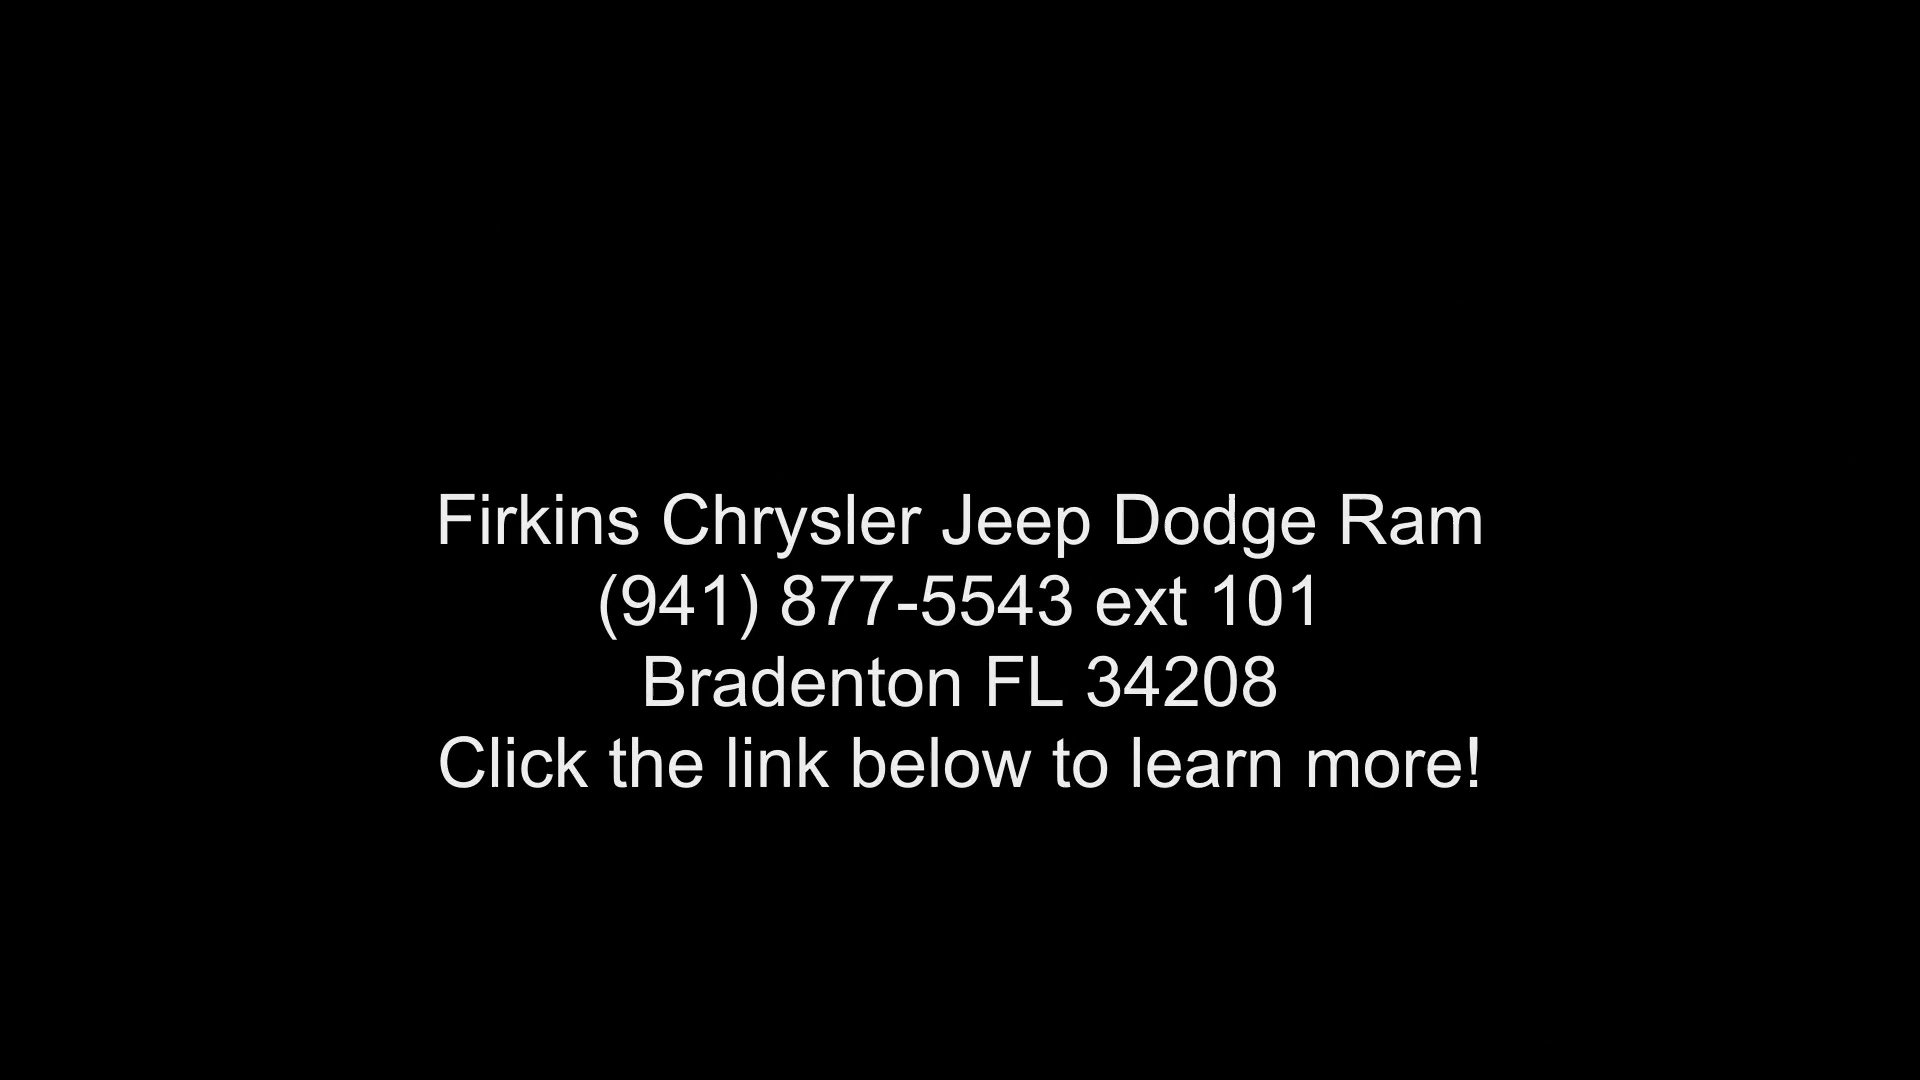 Firkins Chrysler Jeep Dodge Ram
(941) 877-5543 ext 101
Bradenton FL 34208
Click the link below to learn more!